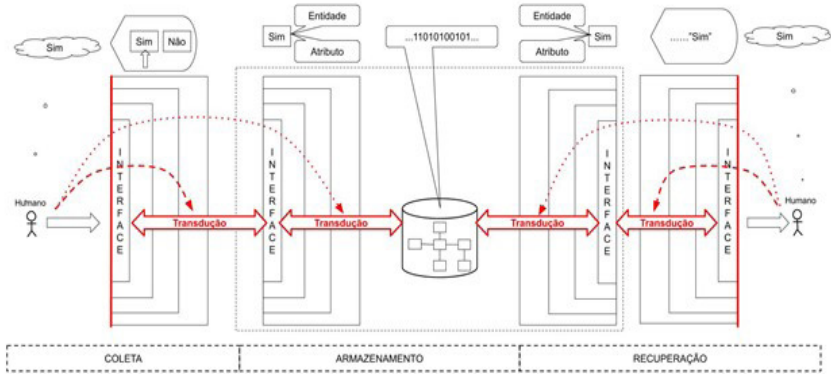 Sim
Sim
Não
Sim
Entidade
Atributo
...11010100101...
Entidade
Atributo
Sim
......"Sim"
Sim
Humano
INTERFACE
Transdução
INTERFACE
Transdução
Transdução
INTERFACE
Transdução
INTERFACE
Humano
COLETA
ARMAZENAMENTO
RECUPERAÇÃO